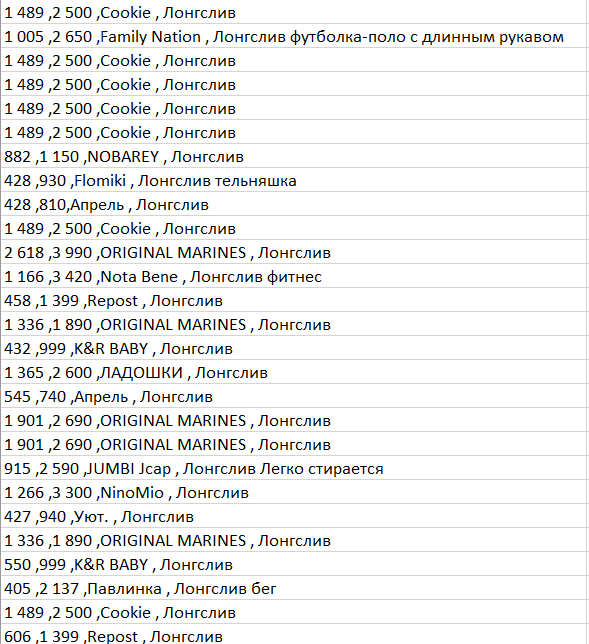 1 489 ,2 500 ,Cookie , Лонгслив
1 005 ,2 650 ,Family Nation , Лонгслив футболка-поло с длинным рукавом
1 489 ,2 500 ,Cookie , Лонгслив
1 489 ,2 500 ,Cookie , Лонгслив
1 489 ,2 500 ,Cookie , Лонгслив
1 489 ,2 500 ,Cookie , Лонгслив
882 ,1 150 ,NOBAREY , Лонгслив
428 ,930 ,Flomiki , Лонгслив тельняшка
428 ,810,Апрель , Лонгслив
1 489 ,2 500 ,Cookie , Лонгслив
2 618 ,3 990 ,ORIGINAL MARINES , Лонгслив
1 166 ,3 420 ,Nota Bene , Лонгслив фитнес
458 ,1 399 ,Repost , Лонгслив
1 336 ,1 890 ,ORIGINAL MARINES , Лонгслив
432 ,999 ,K&R BABY , Лонгслив
1 365 ,2 600 ,ЛАДОШКИ , Лонгслив
545 ,740 ,Апрель , Лонгслив
1 901 ,2 690 ,ORIGINAL MARINES , Лонгслив
1 901 ,2 690 ,ORIGINAL MARINES , Лонгслив
915 ,2 590 ,JUMBI Jcap , Лонгслив Легко стирается
1 266 ,3 300 ,NinoMio , Лонгслив
427 ,940 ,Уют. , Лонгслив
1 336 ,1 890 ,ORIGINAL MARINES , Лонгслив
550 ,999 ,K&R BABY , Лонгслив
405 ,2 137 ,Павлинка , Лонгслив бег
1 489 ,2 500 ,Cookie , Лонгслив
606 ,1 399 ,Repost , Лонгслив